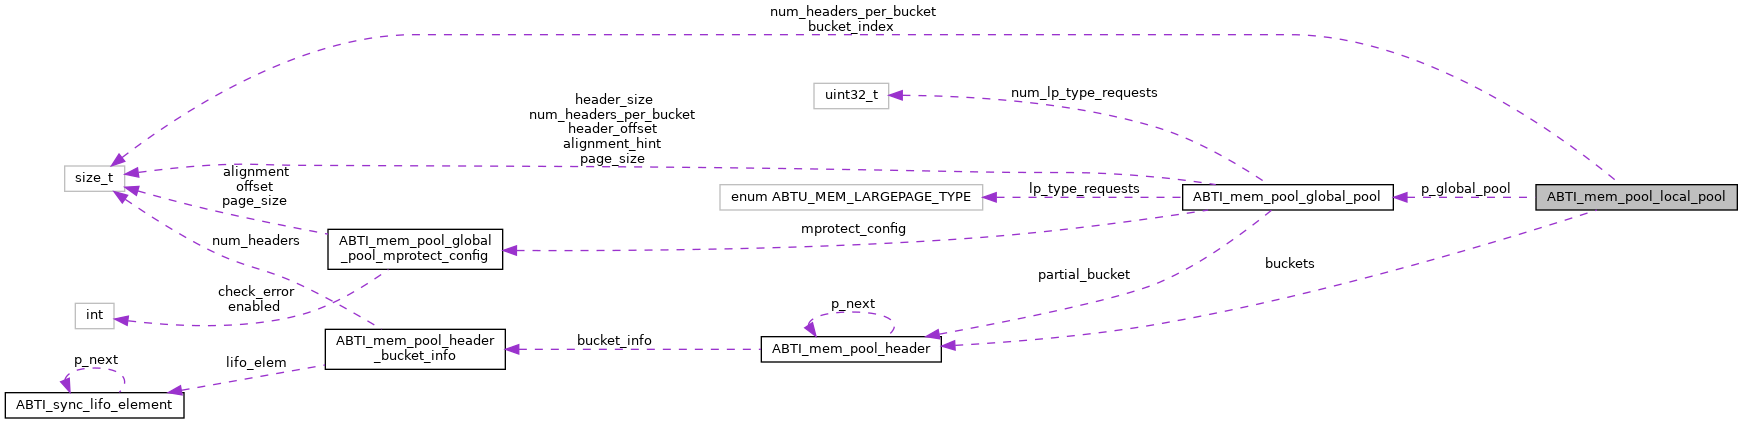 num_headers_per_bucket
bucket_index
uint32_t
num_lp_type_requests
header_size
num_headers_per_bucket
header_offset
alignment_hint
page_size
size_t
alignment
offset
page_size
enum ABTU_MEM_LARGEPAGE_TYPE
lp_type_requests
ABTI_mem_pool_global_pool
p_global_pool
ABTI_mem_pool_local_pool
num_headers
ABTI_mem_pool_global
_pool_mprotect_config
mprotect_config
partial_bucket
buckets
check_error
enabled
int
p_next
ABTI_mem_pool_header
_bucket_info
bucket_info
ABTI_mem_pool_header
p_next
lifo_elem
ABTI_sync_lifo_element